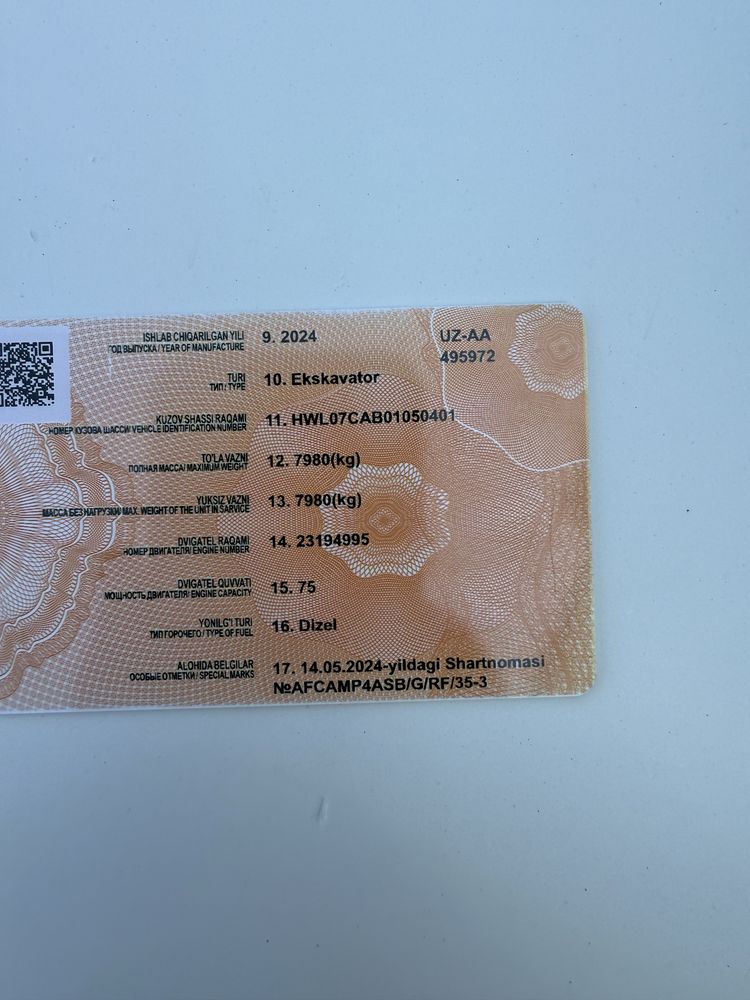 ISHLAB CHIQARILGAN YILI 9. 2024 UZ-AA
ГОД ВЫПУСКА / YEAR OF MANUFACTURE 495972
TURI 10. Ekskavator
ТИП / TYPE
KUZOV SHASSI RAQAMI 11. HWL07CAB01050401
НОМЕР КУЗОВА ШАССИ/ VEHICLE IDENTIFICATION NUMBER
TO'LA VAZNI 12. 7980(kg)
ПОЛНАЯ МАССА/ MAXIMUM WEIGHT
YUKSIZ VAZNI 13. 7980(kg)
МАССА БЕЗ НАГРУЗКИ/ MAX. WEIGHT OF THE UNIT IN SARVICE
DVIGATEL RAQAMI 14. 23194995
НОМЕР ДВИГАТЕЛЯ/ ENGINE NUMBER
DVIGATEL QUVVATI 15. 75
МОЩНОСТЬ ДВИГАТЕЛЯ/ ENGINE CAPACITY
YONILG'I TURI 16. Dizel
ТИП ГОРЮЧЕГО / TYPE OF FUEL
ALOHIDA BELGILAR 17. 14.05.2024-yildagi Shartnomasi
ОСОБЫЕ ОТМЕТКИ/ SPECIAL MARKS №AFCAMP4ASB/G/RF/35-3